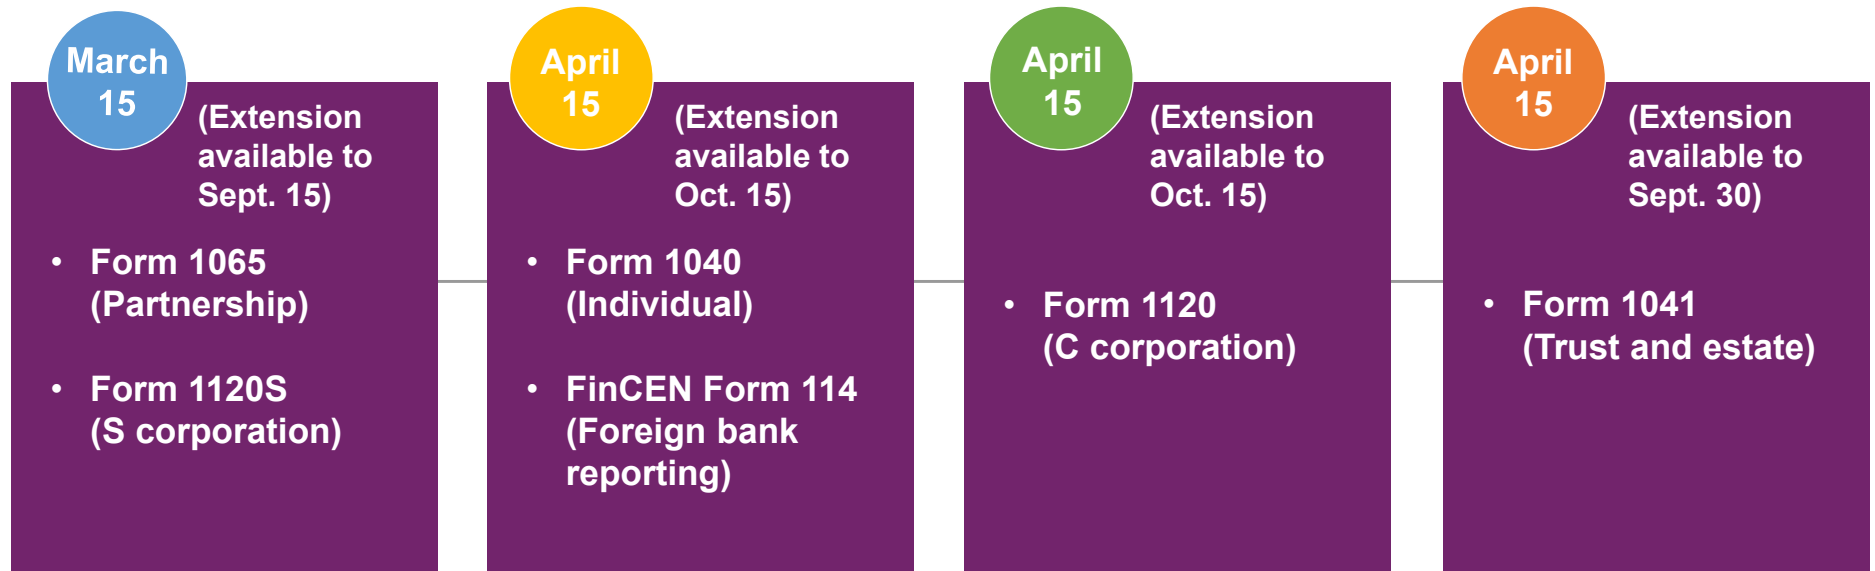 March
15
(Extension
available to
Sept. 15)
• Form 1065
(Partnership)
• Form 1120S
(S corporation)
April
15
(Extension
available to
Oct. 15)
• Form 1040
(Individual)
• FinCEN Form 114
(Foreign bank
reporting)
April
15
(Extension
available to
Oct. 15)
• Form 1120
(C corporation)
April
15
(Extension
available to
Sept. 30)
• Form 1041
(Trust and estate)